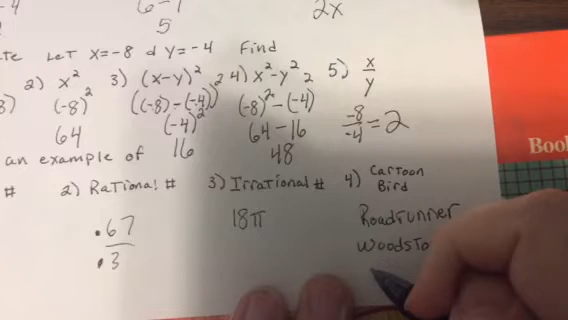 -4
6-1
5
2x
Let x=-8 & y=-4 Find
2) x² 3) (x-y)² 4) x²-y² 5) x/y
(-8)² ((-8)-(-4))² (-8)²-(-4)² -8/-4=2
64 (-4)² 64-16
16 48
an example of
# 2) Rational # 3) Irrational # 4) Cartoon Bird
.67/.3 18π Roadrunner
Woodsto
Boo